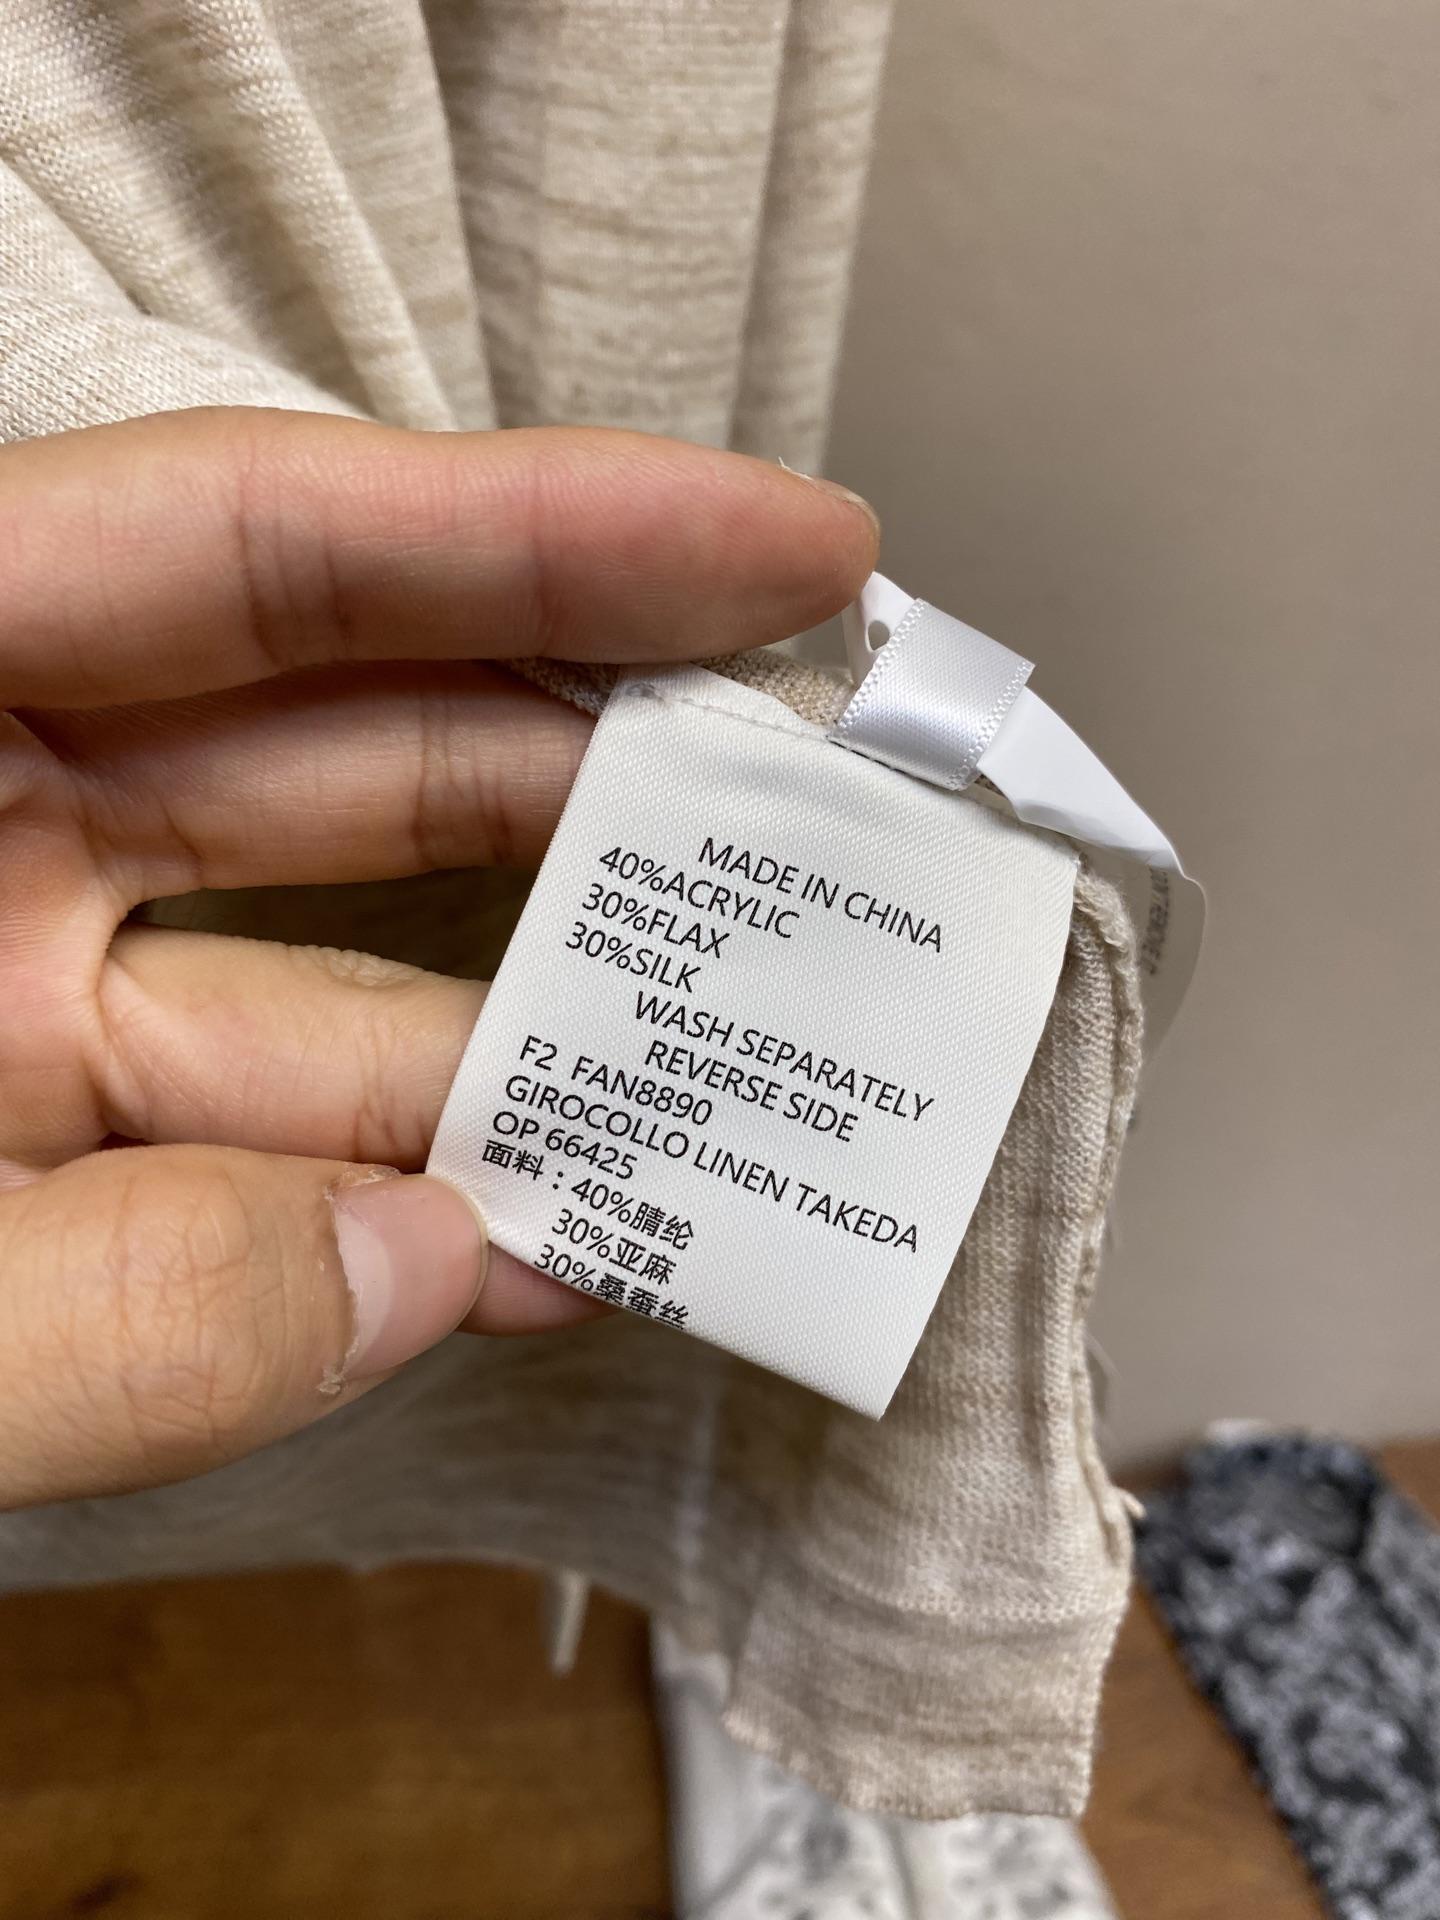 MADE IN CHINA
40%ACRYLIC
30%FLAX
30%SILK
WASH SEPARATELY
REVERSE SIDE
F2 FAN8890
GIROCOLLO LINEN TAKEDA
OP 66425
面料：40%腈纶
30%亚麻
30%桑蚕丝